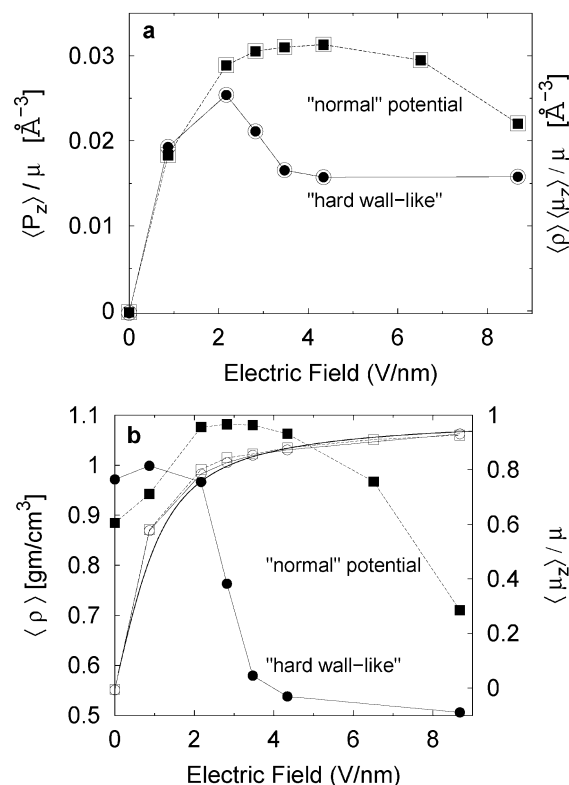 a
0.03
0.02
0.01
0
⟨P_z⟩ / μ [Å⁻³]
⟨ρ⟩ ⟨μ_z⟩ / μ [Å⁻³]
"normal" potential
"hard wall−like"
0 2 4 6 8
Electric Field (V/nm)
b
1.1
1
0.9
0.8
0.7
0.6
0.5
⟨ ρ ⟩ [gm/cm³]
1
0.8
0.6
0.4
0.2
0
⟨ μ_z⟩ / μ
"normal" potential
"hard wall−like"
0 2 4 6 8
Electric Field (V/nm)